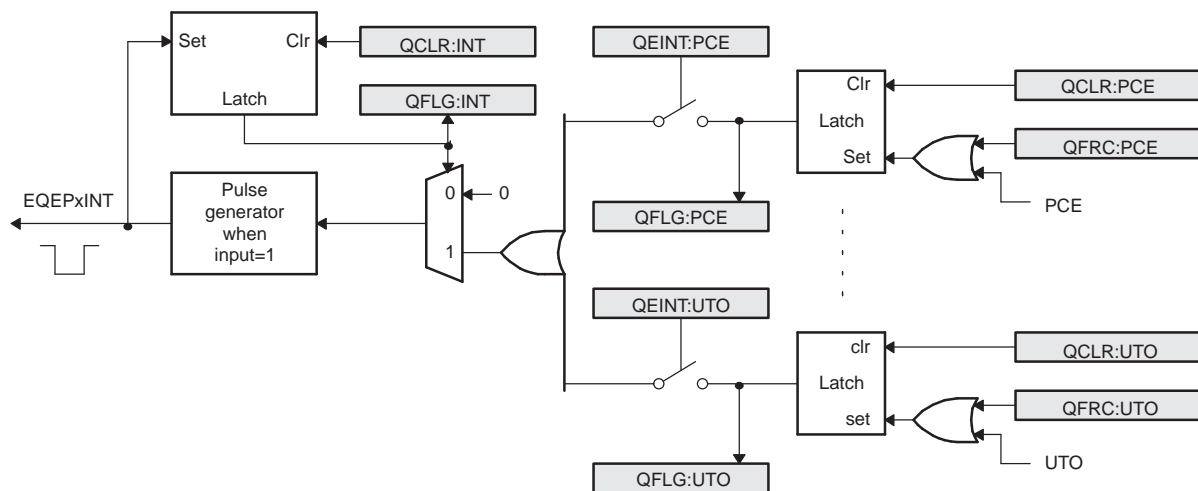 Set
Clr
Latch
QCLR:INT
QFLG:INT
EQEPxINT
Pulse
generator
when
input=1
0
0
1
QEINT:PCE
QFLG:PCE
Clr
Latch
Set
QCLR:PCE
QFRC:PCE
PCE
QEINT:UTO
QFLG:UTO
clr
Latch
set
QCLR:UTO
QFRC:UTO
UTO